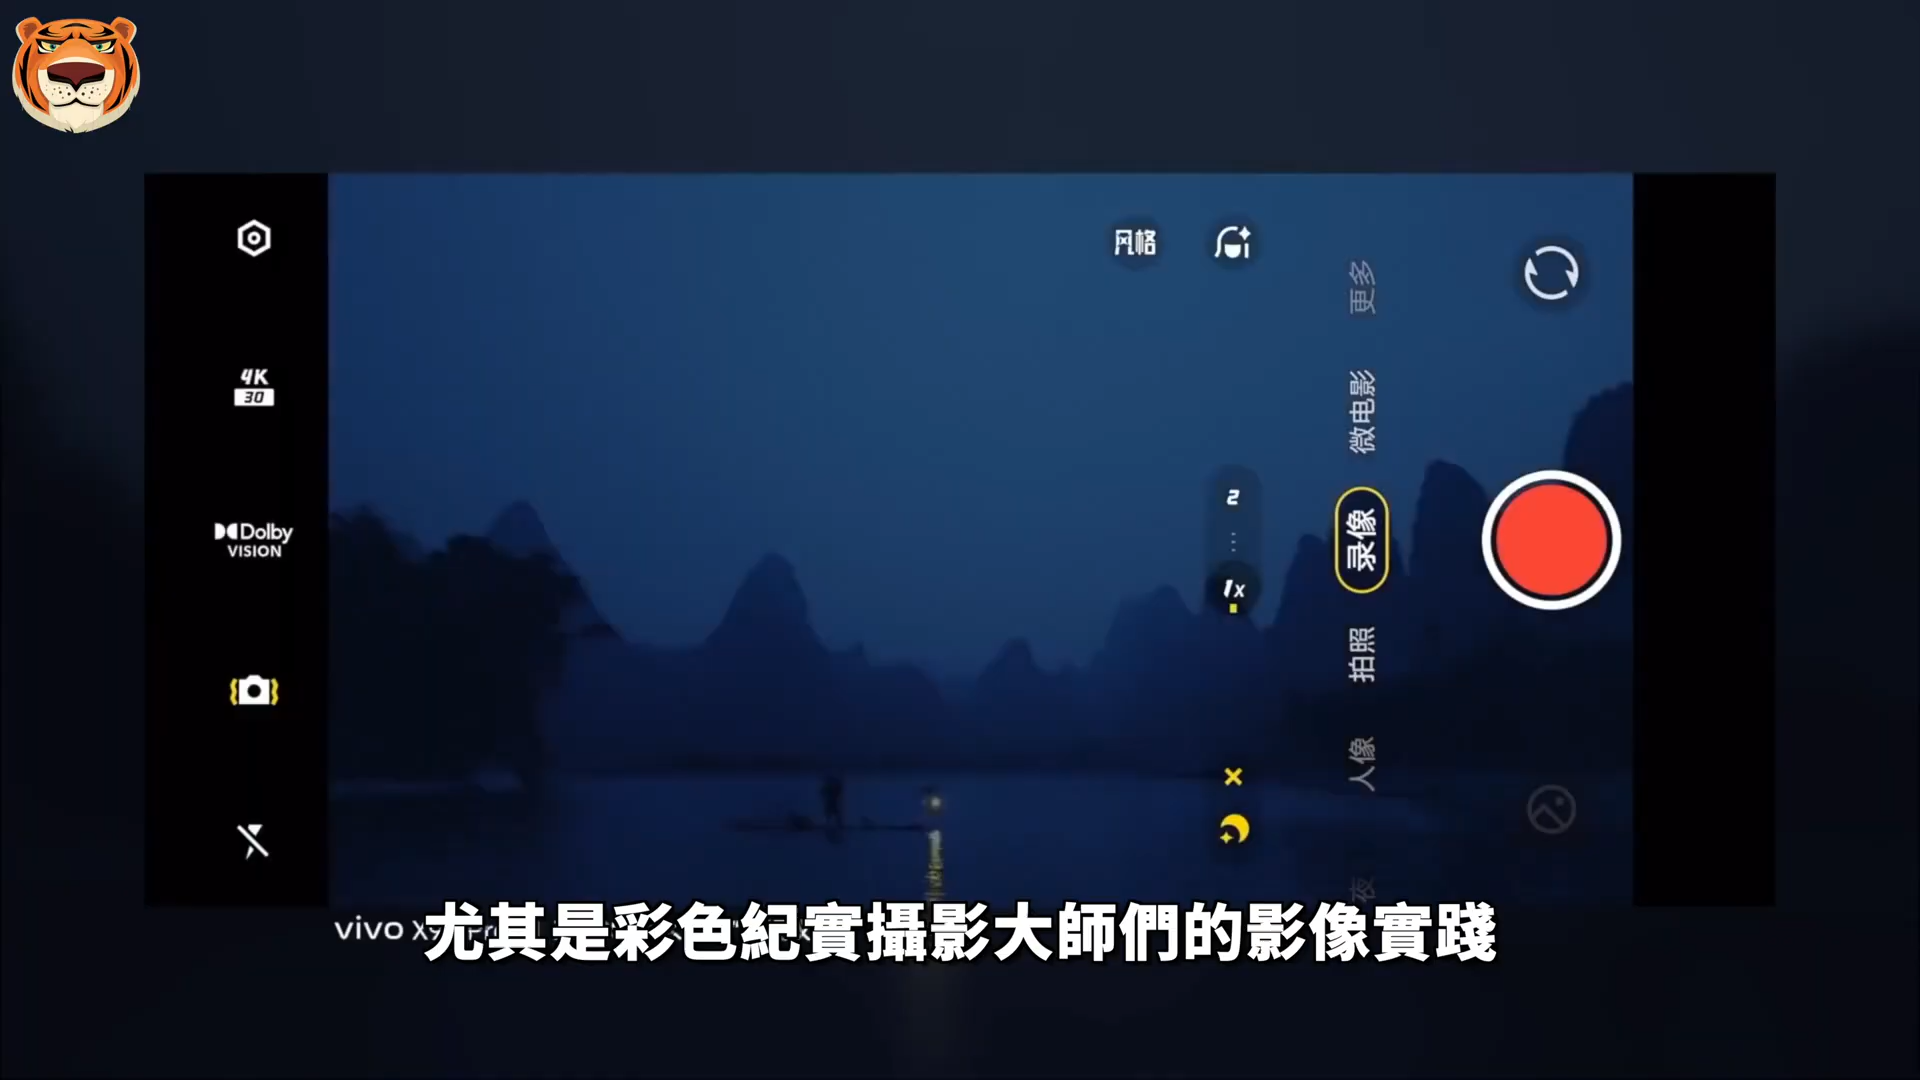 风格
更多
4K
30
微电影
2
Dolby
VISION
录像
1x
拍照
人像
夜
vivo
尤其是彩色紀實攝影大師們的影像實踐